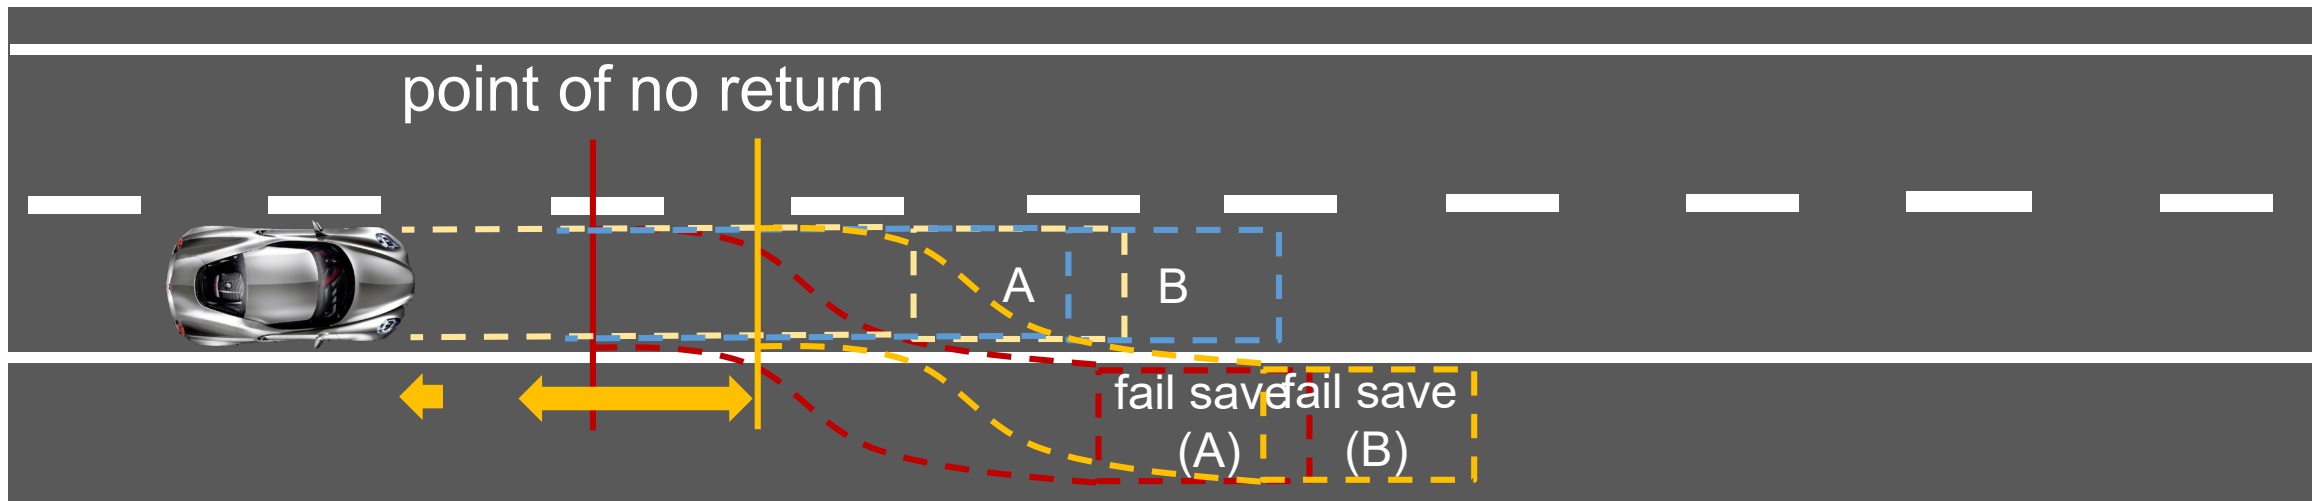 point of no return
A
B
fail save
(A)
fail save
(B)